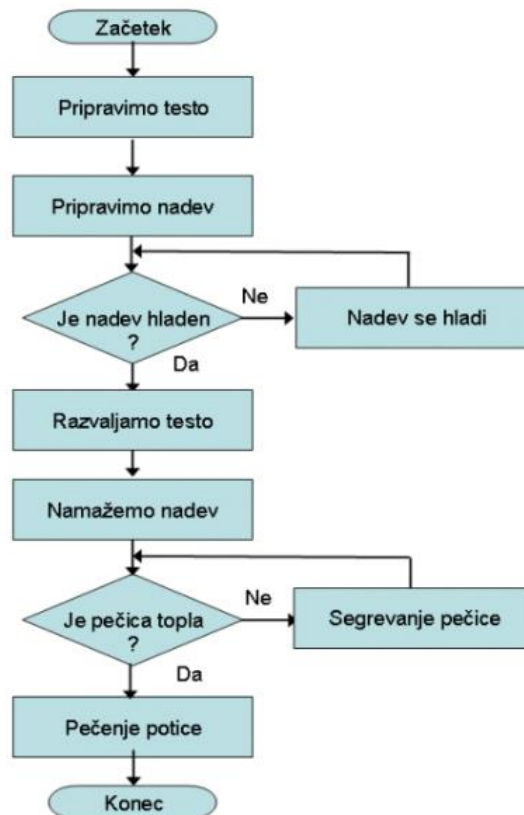 Začetek
Pripravimo testo
Pripravimo nadev
Je nadev hladen
?
Ne
Nadev se hladi
Da
Razvaljamo testo
Namažemo nadev
Je pečica topla
?
Ne
Segrevanje pečice
Da
Pečenje potice
Konec